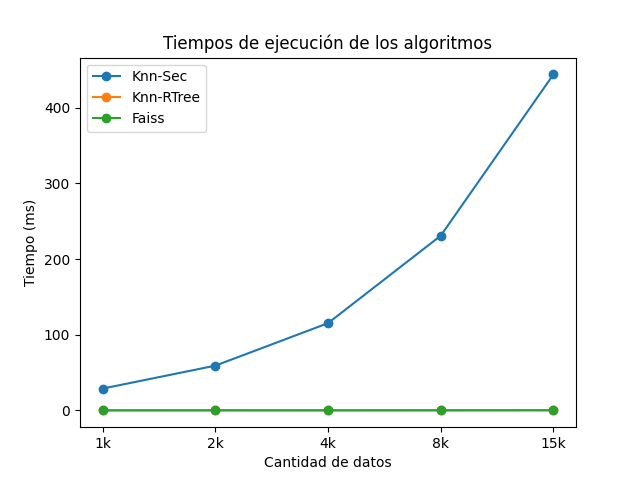 Tiempos de ejecución de los algoritmos
Knn-Sec
Knn-RTree
Faiss
Tiempo (ms)
400
300
200
100
0
1k 2k 4k 8k 15k
Cantidad de datos